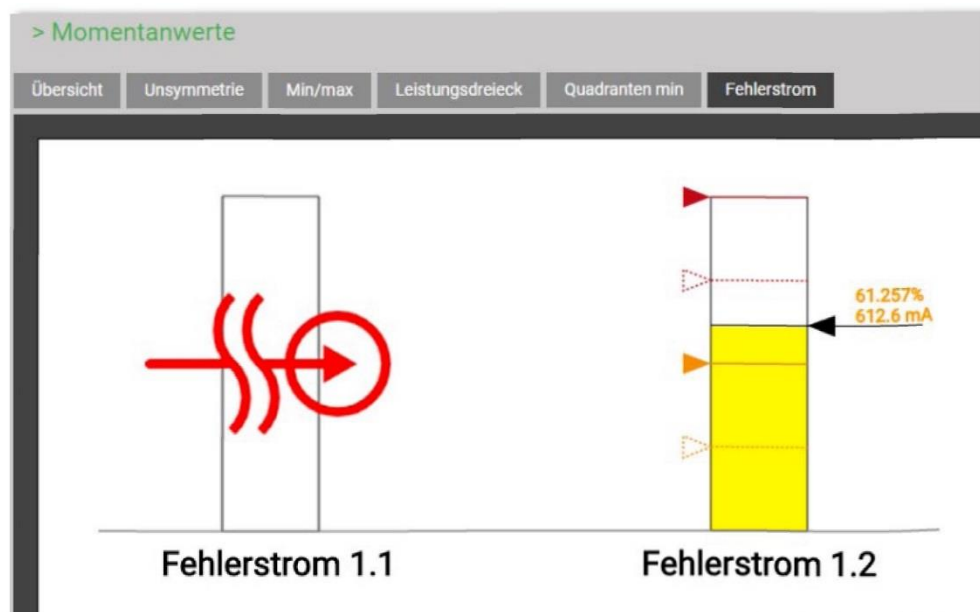 > Momentanwerte
Übersicht Unsymmetrie Min/max Leistungsdreieck Quadranten min Fehlerstrom
61.257%
612.6 mA
Fehlerstrom 1.1 Fehlerstrom 1.2